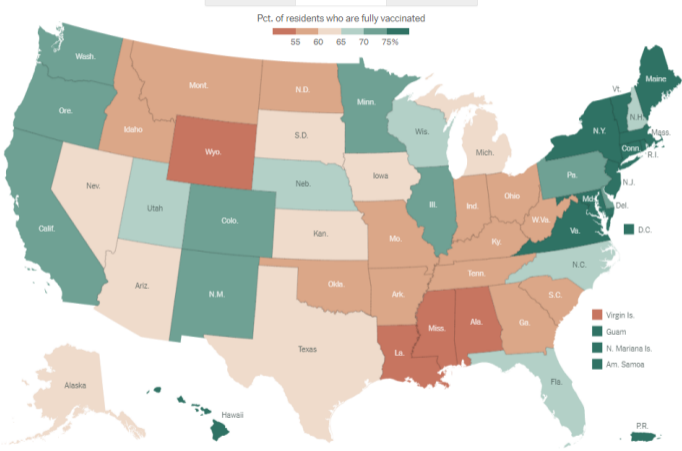 Pct. of residents who are fully vaccinated
55 60 65 70 75%
Wash.
Ore.
Calif.
Idaho
Nev.
Mont.
Wyo.
Utah
Ariz.
Colo.
N.M.
N.D.
S.D.
Neb.
Kan.
Okla.
Texas
Minn.
Iowa
Mo.
Ark.
La.
Wis.
Ill.
Mich.
Ind.
Ohio
Ky.
Tenn.
Miss.
Ala.
Ga.
Fla.
S.C.
N.C.
W.Va.
Va.
Md.
Del.
D.C.
Pa.
N.J.
N.Y.
Conn.
R.I.
Mass.
Vt.
N.H.
Maine
Alaska
Hawaii
Virgin Is.
Guam
N. Mariana Is.
Am. Samoa
P.R.